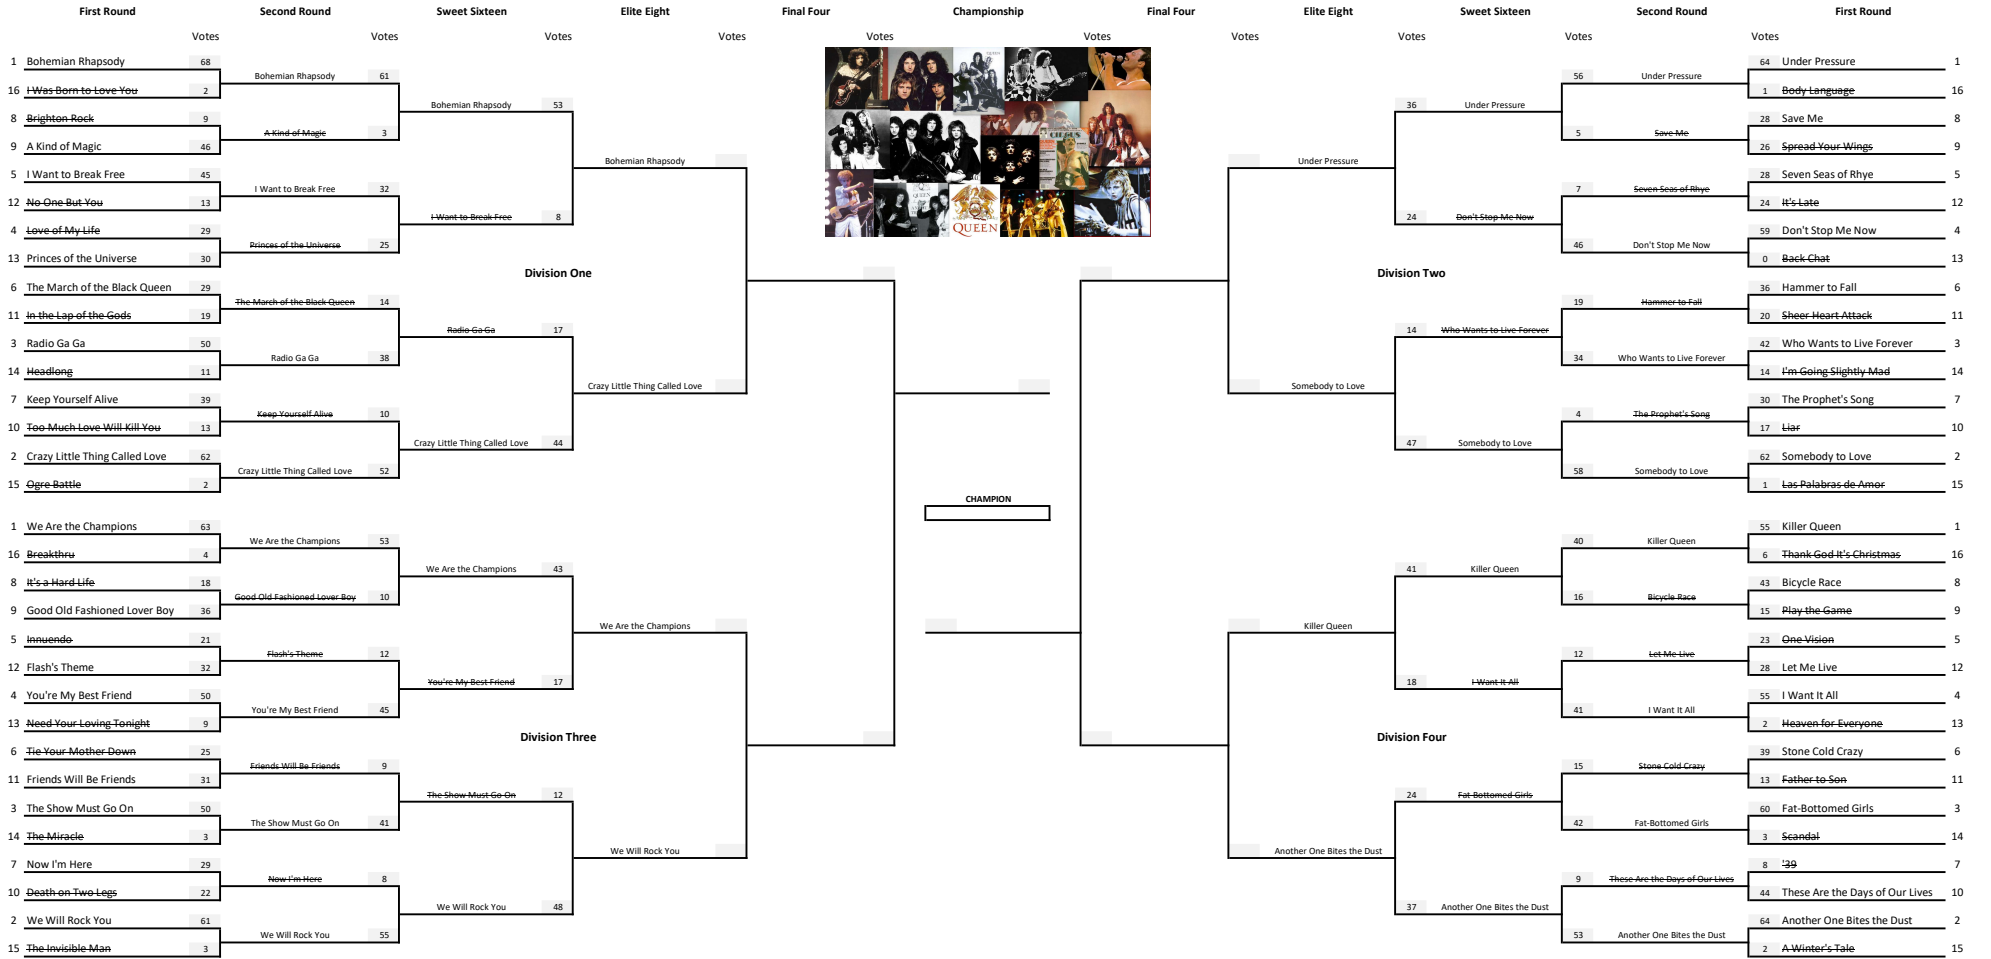 First Round Second Round Sweet Sixteen Elite Eight Final Four Championship Final Four Elite Eight Sweet Sixteen Second Round First Round
Votes Votes Votes Votes Votes Votes Votes Votes Votes Votes
1 Bohemian Rhapsody 68
16 I Was Born to Love You 2
8 Brighton Rock 9
9 A Kind of Magic 46
5 I Want to Break Free 45
12 No One But You 13
4 Love of My Life 29
13 Princes of the Universe 30
6 The March of the Black Queen 29
11 In the Lap of the Gods 19
3 Radio Ga Ga 50
14 Headlong 11
7 Keep Yourself Alive 39
10 Too Much Love Will Kill You 13
2 Crazy Little Thing Called Love 62
15 Ogre Battle 2
Bohemian Rhapsody 61
A Kind of Magic 3
I Want to Break Free 32
Princes of the Universe 25
The March of the Black Queen 14
Radio Ga Ga 38
Keep Yourself Alive 10
Crazy Little Thing Called Love 52
Bohemian Rhapsody 53
I Want to Break Free 8
Radio Ga Ga 17
Crazy Little Thing Called Love 44
Division One
Bohemian Rhapsody
Crazy Little Thing Called Love
1 We Are the Champions 63
16 Breakthru 4
8 It's a Hard Life 18
9 Good Old Fashioned Lover Boy 36
5 Innuendo 21
12 Flash's Theme 32
4 You're My Best Friend 50
13 Need Your Loving Tonight 9
6 Tie Your Mother Down 25
11 Friends Will Be Friends 31
3 The Show Must Go On 50
14 The Miracle 3
7 Now I'm Here 29
10 Death on Two Legs 22
2 We Will Rock You 61
15 The Invisible Man 3
We Are the Champions 53
Good Old Fashioned Lover Boy 10
Flash's Theme 12
You're My Best Friend 45
Friends Will Be Friends 9
The Show Must Go On 41
Now I'm Here 8
We Will Rock You 55
We Are the Champions 43
You're My Best Friend 17
The Show Must Go On 12
We Will Rock You 48
Division Three
We Are the Champions
We Will Rock You
CIRCUS
QUEEN
CHAMPION
Under Pressure
Somebody to Love
Division Two
36 Under Pressure
24 Don't Stop Me Now
14 Who Wants to Live Forever
47 Somebody to Love
56 Under Pressure
5 Save Me
7 Seven Seas of Rhye
46 Don't Stop Me Now
19 Hammer to Fall
34 Who Wants to Live Forever
4 The Prophet's Song
58 Somebody to Love
64 Under Pressure 1
1 Body Language 16
28 Save Me 8
26 Spread Your Wings 9
28 Seven Seas of Rhye 5
24 It's Late 12
59 Don't Stop Me Now 4
0 Back Chat 13
36 Hammer to Fall 6
20 Sheer Heart Attack 11
42 Who Wants to Live Forever 3
14 I'm Going Slightly Mad 14
30 The Prophet's Song 7
17 Liar 10
62 Somebody to Love 2
1 Las Palabras de Amor 15
Killer Queen
Another One Bites the Dust
Division Four
41 Killer Queen
18 I Want It All
24 Fat Bottomed Girls
37 Another One Bites the Dust
40 Killer Queen
16 Bicycle Race
12 Let Me Live
41 I Want It All
15 Stone Cold Crazy
42 Fat-Bottomed Girls
9 These Are the Days of Our Lives
53 Another One Bites the Dust
55 Killer Queen 1
6 Thank God It's Christmas 16
43 Bicycle Race 8
15 Play the Game 9
23 One Vision 5
28 Let Me Live 12
55 I Want It All 4
2 Heaven for Everyone 13
39 Stone Cold Crazy 6
13 Father to Son 11
60 Fat-Bottomed Girls 3
3 Scandal 14
8 '39 7
44 These Are the Days of Our Lives 10
64 Another One Bites the Dust 2
2 A Winter's Tale 15